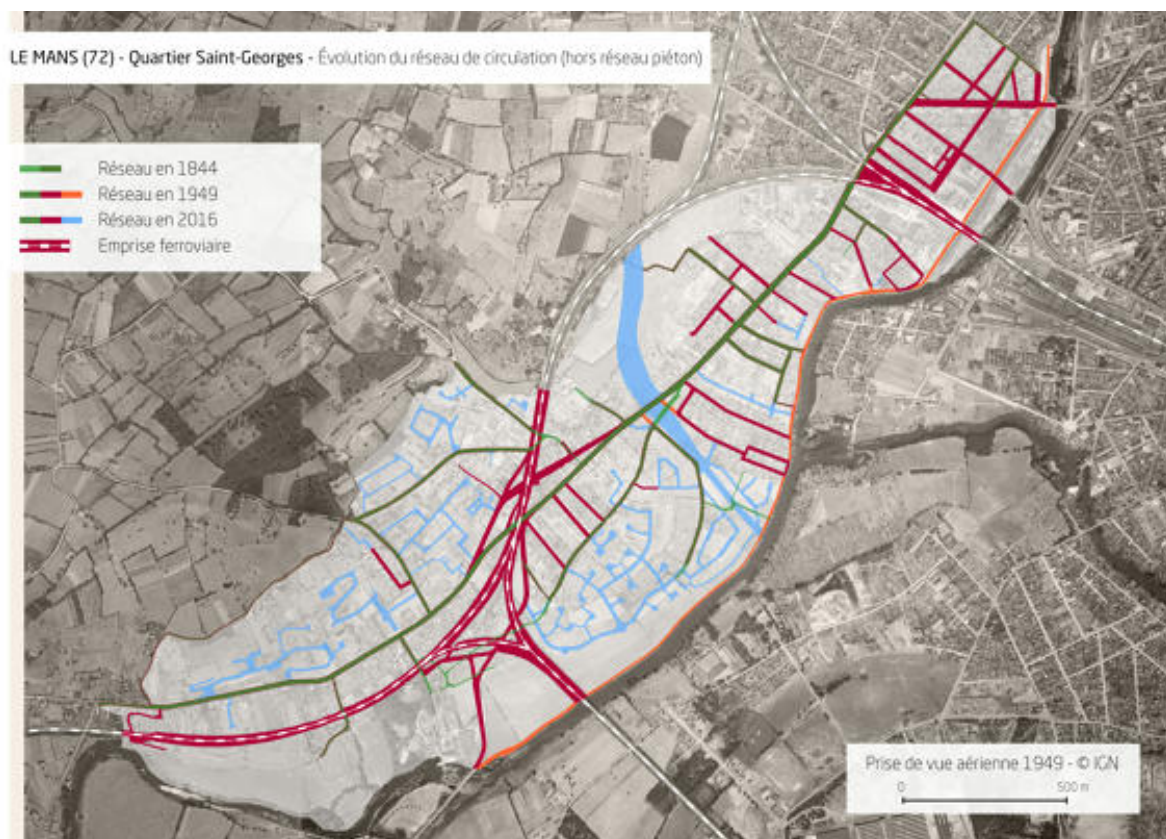 LE MANS (72) - Quartier Saint-Georges - Évolution du réseau de circulation (hors réseau piéton)
Réseau en 1844
Réseau en 1949
Réseau en 2016
Emprise ferroviaire
Prise de vue aérienne 1949 - © IGN
0 500 m